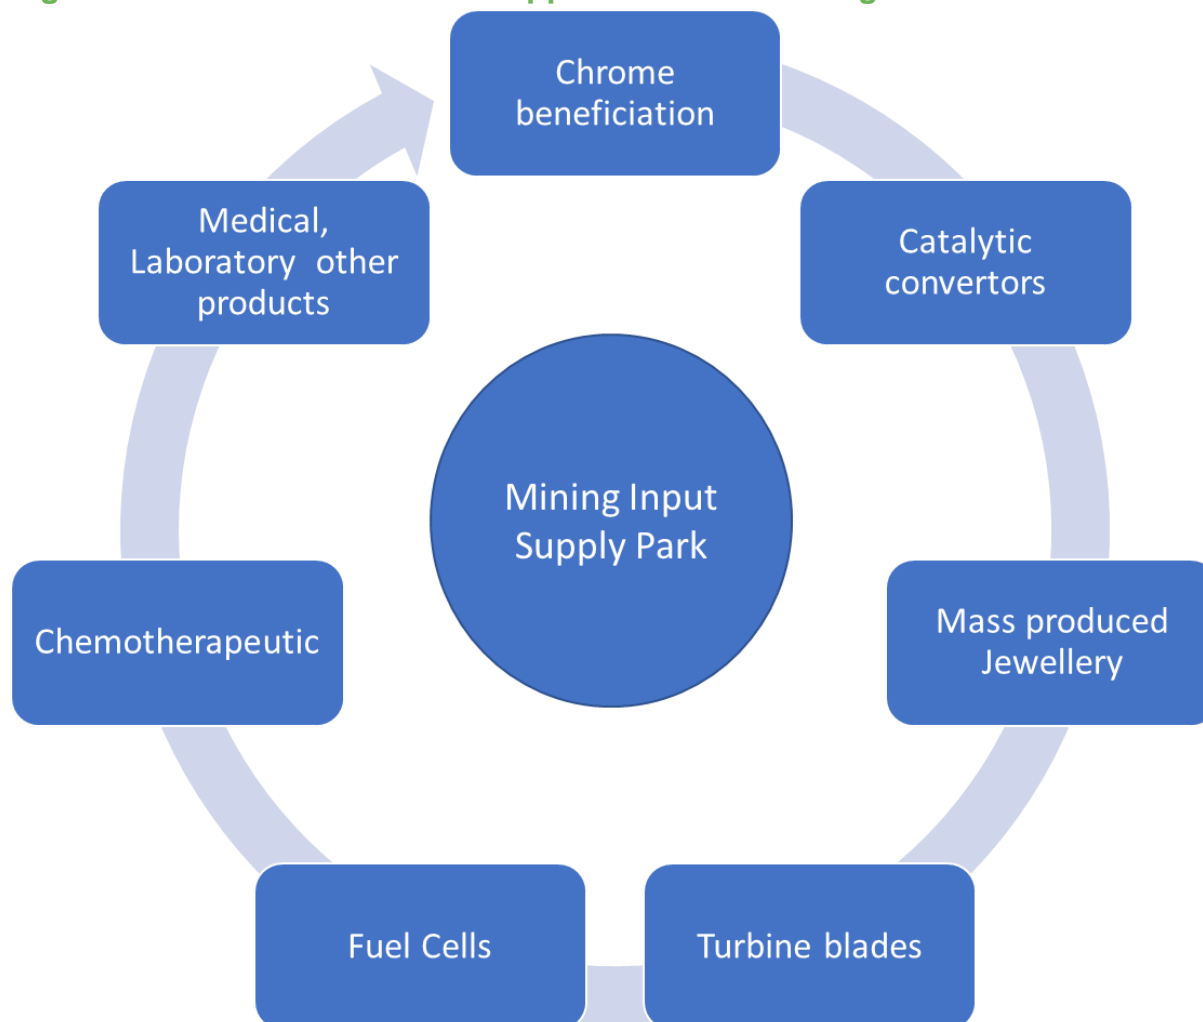 Chrome
beneficiation
Catalytic
convertors
Mass produced
Jewellery
Turbine blades
Fuel Cells
Chemotherapeutic
Medical,
Laboratory other
products
Mining Input
Supply Park